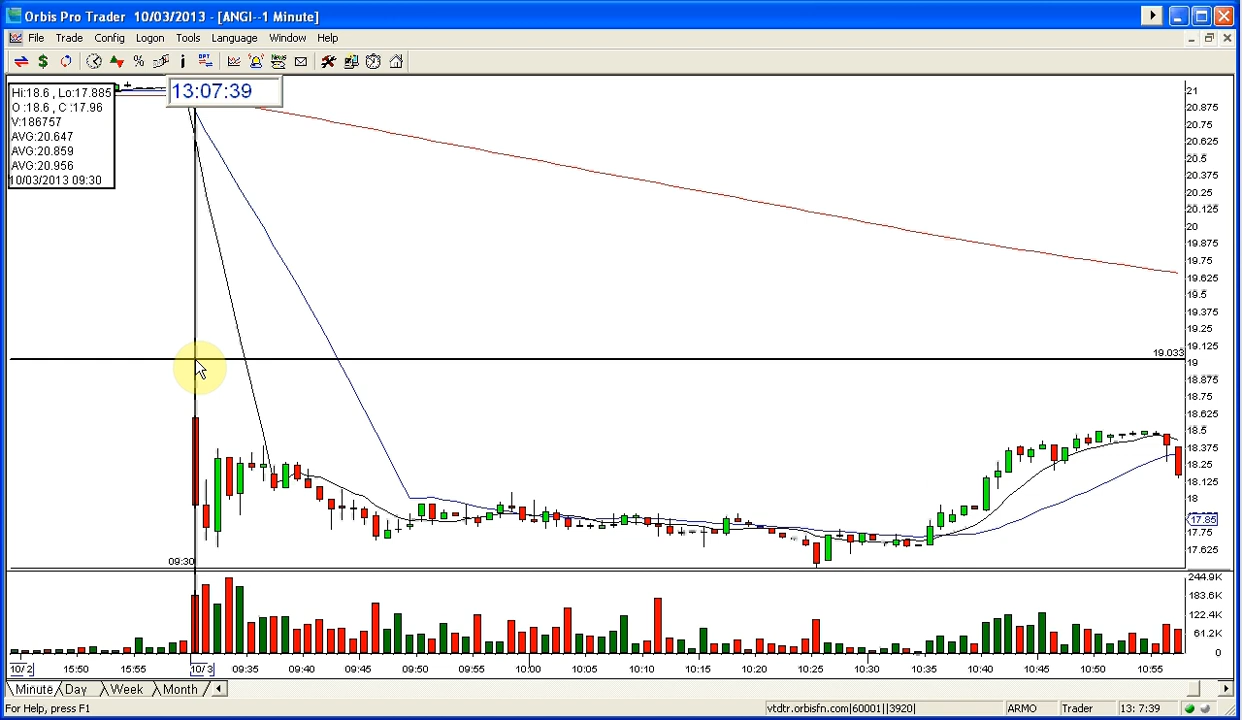 Orbis Pro Trader 10/03/2013 - [ANGI--1 Minute]
File Trade Config Logon Tools Language Window Help
13:07:39
Hi:18.6 , Lo:17.885
O :18.6 , C :17.96
V:186757
AVG:20.647
AVG:20.859
AVG:20.956
10/03/2013 09:30
21
20.875
20.75
20.625
20.5
20.375
20.25
20.125
20
19.875
19.75
19.625
19.5
19.375
19.25
19.125
19.033
19
18.875
18.75
18.625
18.5
18.375
18.25
18.125
18
17.85
17.75
17.625
09:30
244.9K
183.6K
122.4K
61.2K
0
10/2 15:50 15:55 10/3 09:35 09:40 09:45 09:50 09:55 10:00 10:05 10:10 10:15 10:20 10:25 10:30 10:35 10:40 10:45 10:50 10:55
Minute Day Week Month
For Help, press F1 vtdtr.orbisfn.com|60001||3920| ARMO Trader 13: 7:39